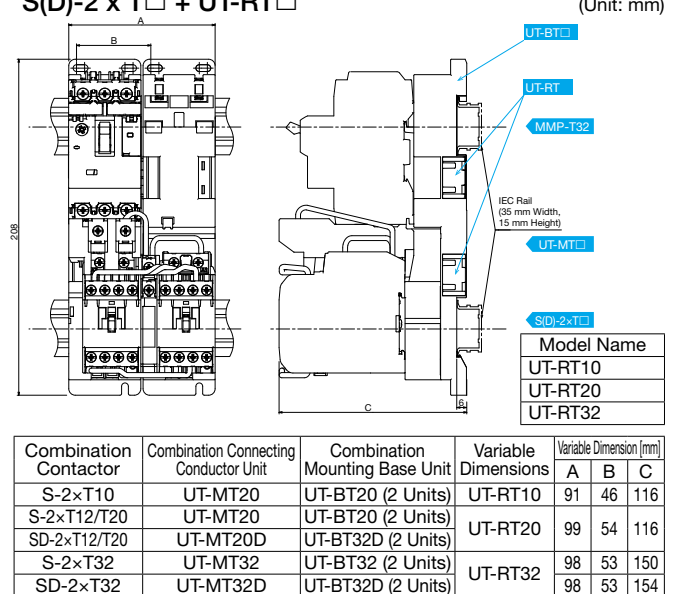 S(D)-2 x T□ + UT-RT□
(Unit: mm)
A
B
208
C
6
UT-BT□
UT-RT
MMP-T32
IEC Rail
(35 mm Width,
15 mm Height)
UT-MT□
S(D)-2×T□
Model Name
UT-RT10
UT-RT20
UT-RT32
Combination Contactor | Combination Connecting Conductor Unit | Combination Mounting Base Unit | Variable Dimensions | Variable Dimension [mm]
A B C
S-2×T10 UT-MT20 UT-BT20 (2 Units) UT-RT10 91 46 116
S-2×T12/T20 UT-MT20 UT-BT20 (2 Units) UT-RT20 99 54 116
SD-2×T12/T20 UT-MT20D UT-BT32D (2 Units)
S-2×T32 UT-MT32 UT-BT32 (2 Units) UT-RT32 98 53 150
SD-2×T32 UT-MT32D UT-BT32D (2 Units) 98 53 154